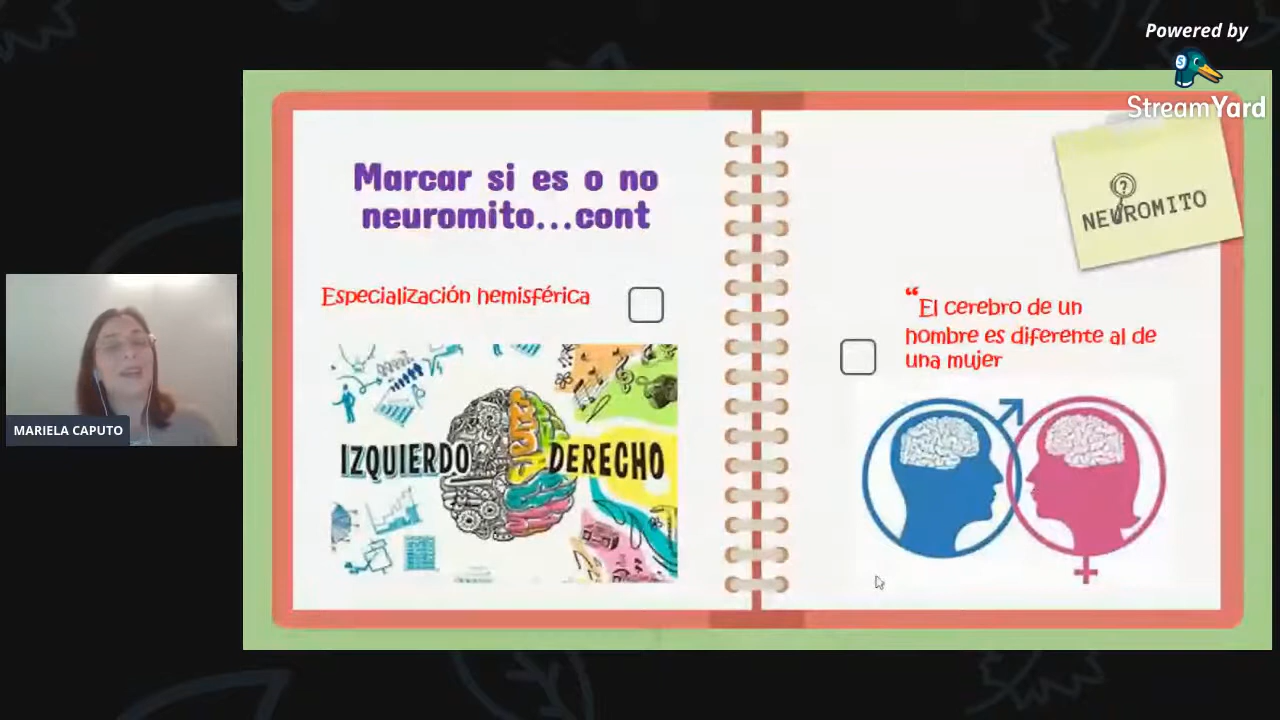 Powered by
StreamYard
Marcar si es o no
neuromito...cont
NEUROMITO
?
Especialización hemisférica
“El cerebro de un
hombre es diferente al de
una mujer
IZQUIERDO
DERECHO
MARIELA CAPUTO